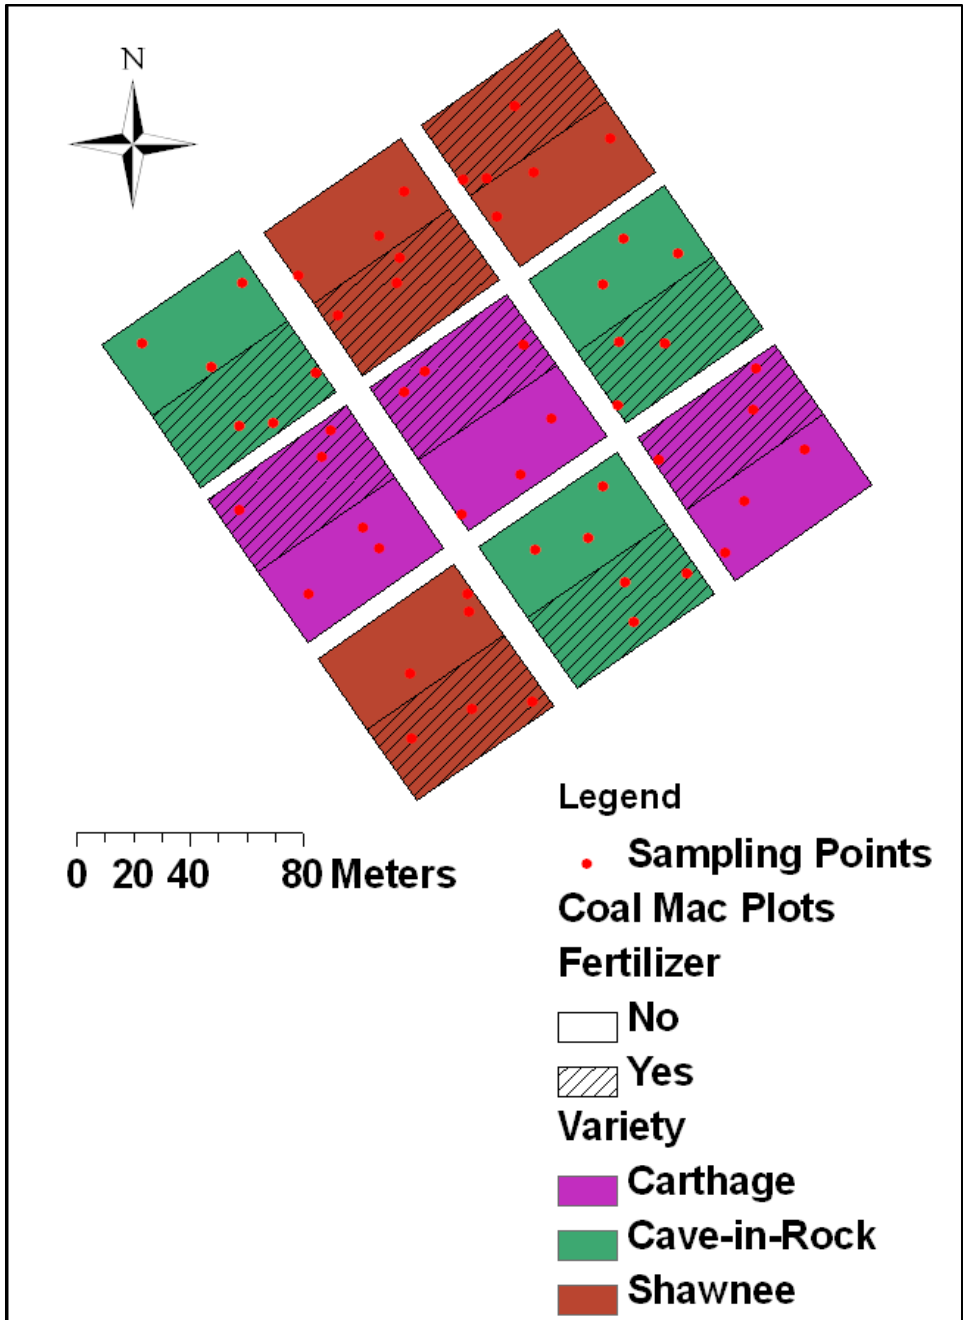 N
0 20 40 80 Meters
Legend
Sampling Points
Coal Mac Plots
Fertilizer
No
Yes
Variety
Carthage
Cave-in-Rock
Shawnee